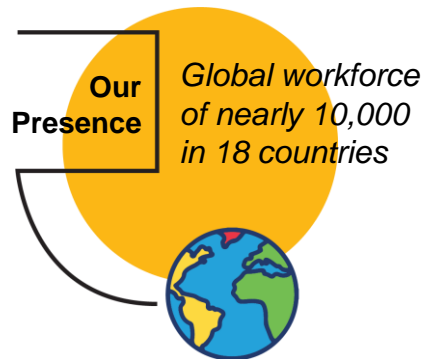 Our
Presence
Global workforce
of nearly 10,000
in 18 countries